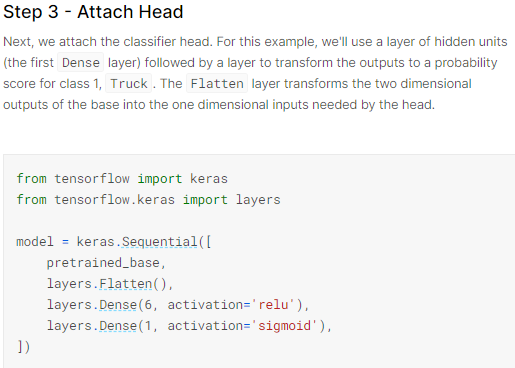 Step 3 - Attach Head
Next, we attach the classifier head. For this example, we'll use a layer of hidden units
(the first Dense layer) followed by a layer to transform the outputs to a probability
score for class 1, Truck . The Flatten layer transforms the two dimensional
outputs of the base into the one dimensional inputs needed by the head.
from tensorflow import keras
from tensorflow.keras import layers
model = keras.Sequential([
    pretrained_base,
    layers.Flatten(),
    layers.Dense(6, activation='relu'),
    layers.Dense(1, activation='sigmoid'),
])